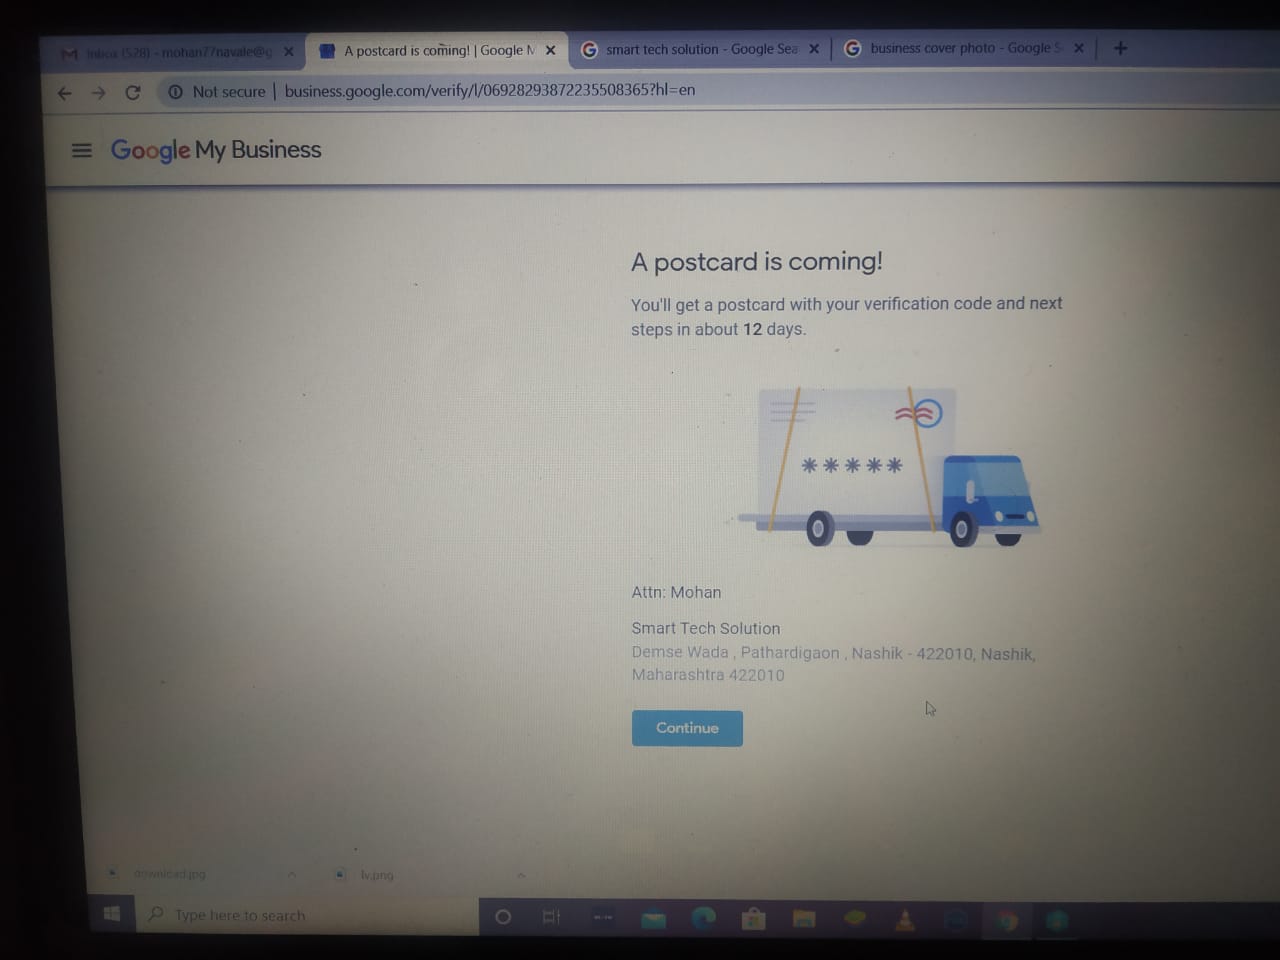 Inbox (528) - mohan77navale@g
A postcard is coming! | Google M
smart tech solution - Google Sea
business cover photo - Google S
Not secure | business.google.com/verify/l/06928293872235508365?hl=en
Google My Business
A postcard is coming!
You'll get a postcard with your verification code and next
steps in about 12 days.
*****
Attn: Mohan
Smart Tech Solution
Demse Wada , Pathardigaon , Nashik - 422010, Nashik,
Maharashtra 422010
Continue
download.jpg
lv.png
Type here to search